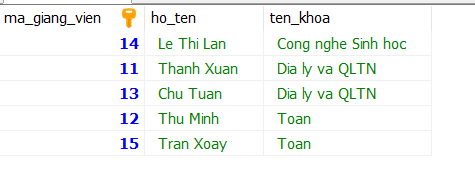 ma_giang_vien ho_ten ten_khoa
14 Le Thi Lan Cong nghe Sinh hoc
11 Thanh Xuan Dia ly va QLTN
13 Chu Tuan Dia ly va QLTN
12 Thu Minh Toan
15 Tran Xoay Toan